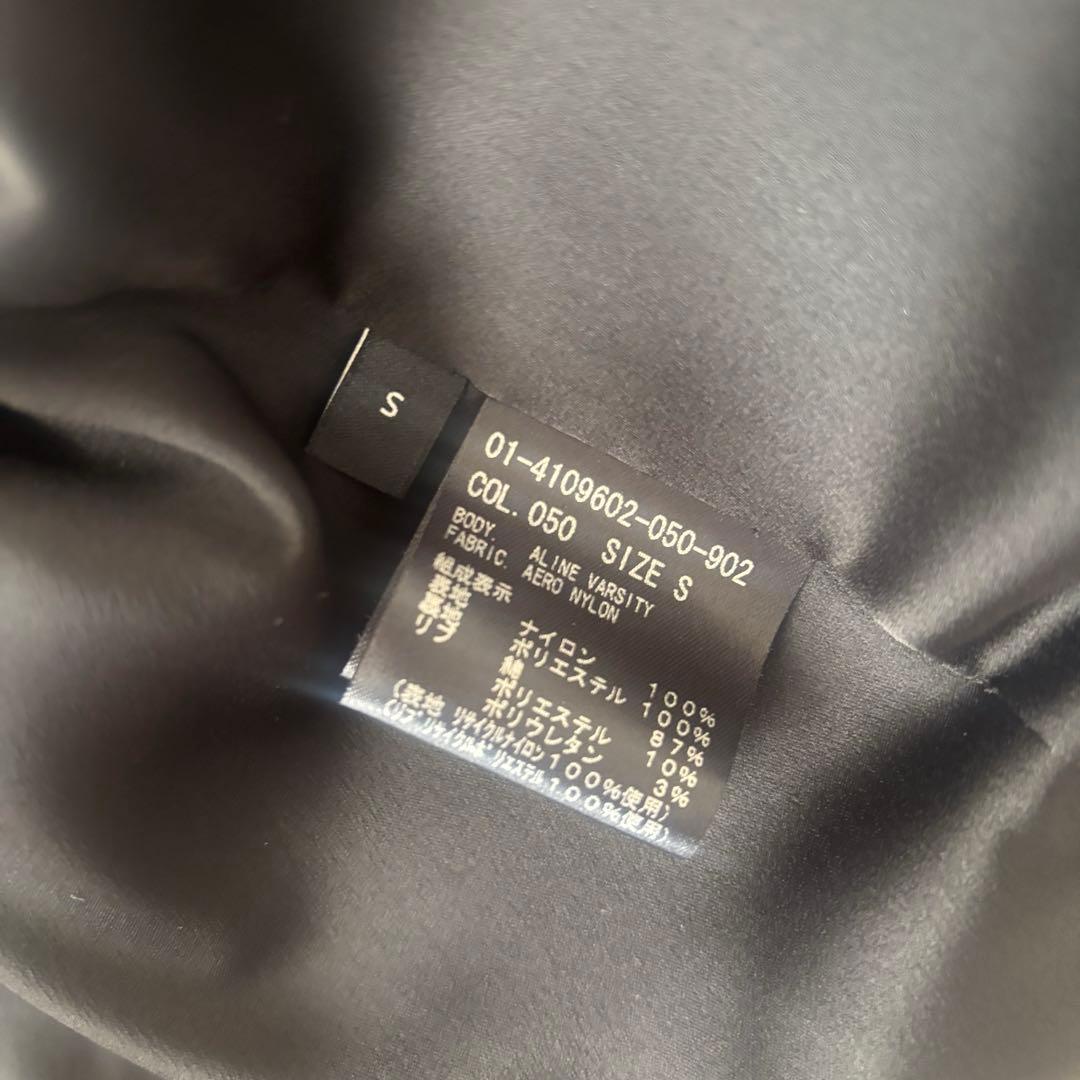 S
01-4109602-050-902
COL. 050 SIZE S
BODY. ALINE VARSITY
FABRIC. AERO NYLON
組成表示
表地 ナイロン 100%
裏地 ポリエステル 100%
リブ 綿 87%
ポリエステル 10%
ポリウレタン 3%
(表地 リサイクルナイロン100%使用)
(リブ リサイクルポリエステル100%使用)